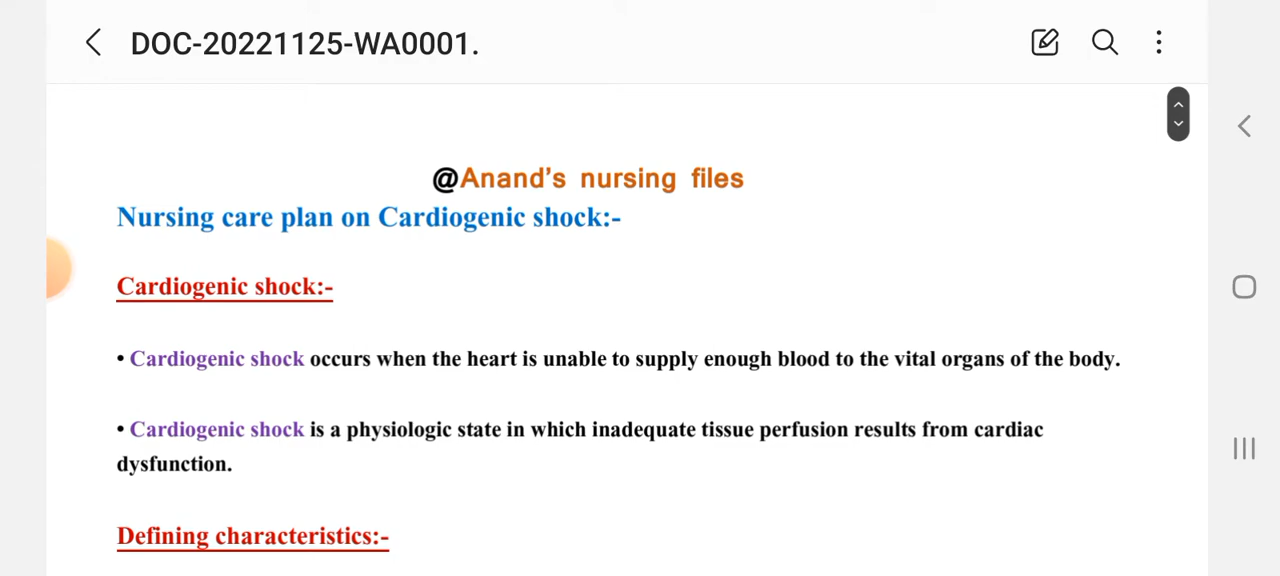 DOC-20221125-WA0001.
@Anand's nursing files
Nursing care plan on Cardiogenic shock:-
Cardiogenic shock:-
• Cardiogenic shock occurs when the heart is unable to supply enough blood to the vital organs of the body.
• Cardiogenic shock is a physiologic state in which inadequate tissue perfusion results from cardiac
dysfunction.
Defining characteristics:-